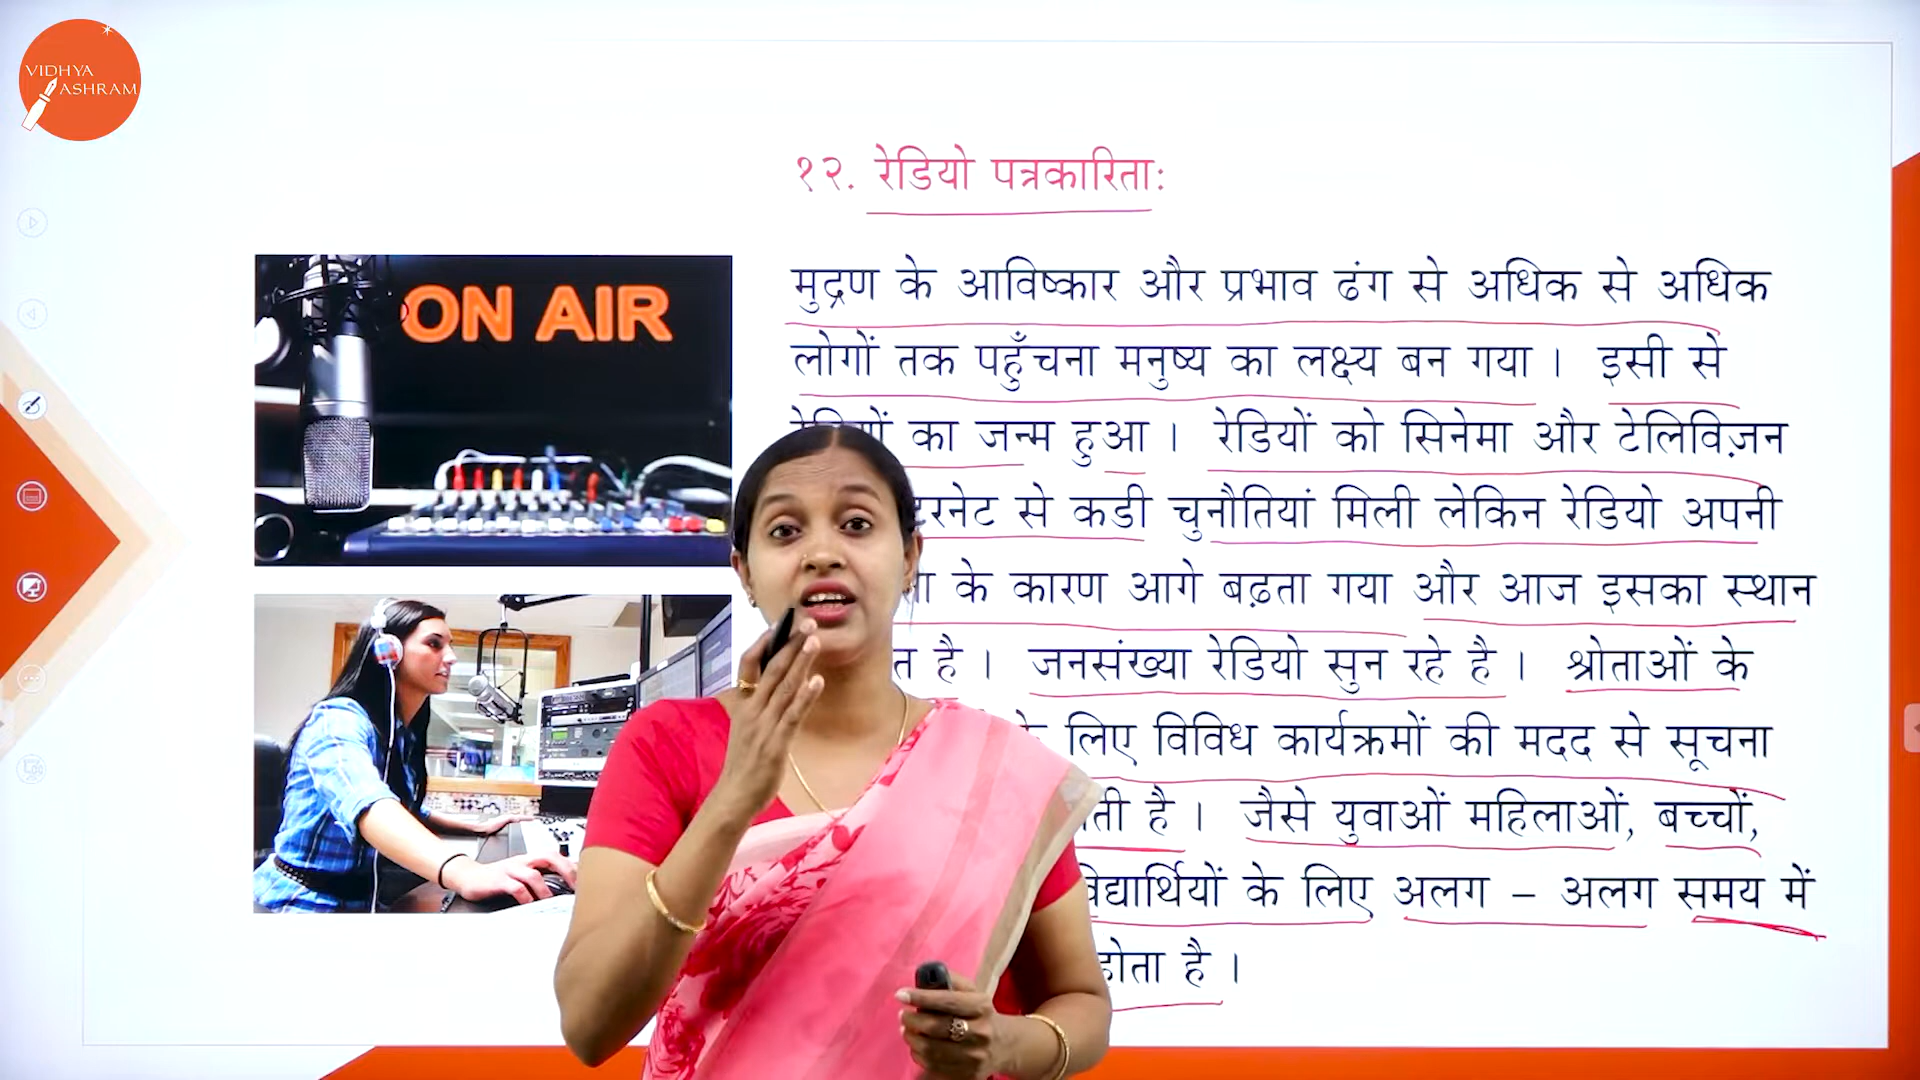 VIDHYA
ASHRAM
१२. रेडियो पत्रकारिताः
ON AIR
मुद्रण के आविष्कार और प्रभाव ढंग से अधिक से अधिक
लोगों तक पहुँचना मनुष्य का लक्ष्य बन गया । इसी से
का जन्म हुआ । रेडियों को सिनेमा और टेलिविज़न
से कडी चुनौतियां मिली लेकिन रेडियो अपनी
के कारण आगे बढ़ता गया और आज इसका स्थान
है । जनसंख्या रेडियो सुन रहे है । श्रोताओं के
लिए विविध कार्यक्रमों की मदद से सूचना
है । जैसे युवाओं महिलाओं, बच्चों,
विद्यार्थियों के लिए अलग – अलग समय में
होता है ।